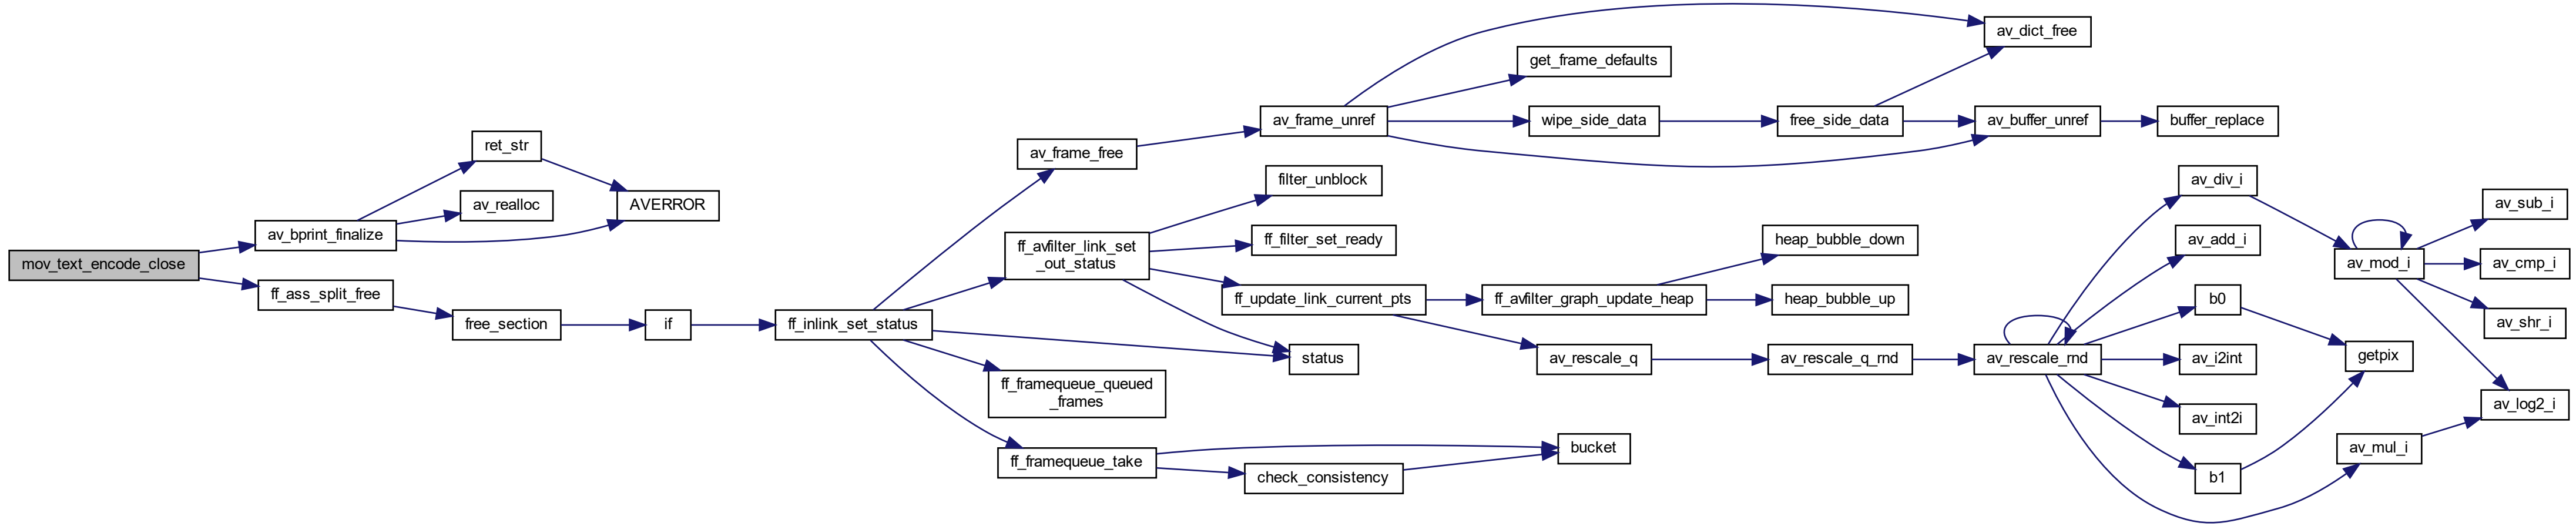 mov_text_encode_close
av_bprint_finalize
ff_ass_split_free
ret_str
av_realloc
AVERROR
free_section
if
ff_inlink_set_status
av_frame_free
ff_avfilter_link_set
_out_status
ff_framequeue_queued
_frames
ff_framequeue_take
av_frame_unref
filter_unblock
ff_filter_set_ready
ff_update_link_current_pts
status
check_consistency
get_frame_defaults
wipe_side_data
ff_avfilter_graph_update_heap
av_rescale_q
bucket
free_side_data
heap_bubble_down
heap_bubble_up
av_rescale_q_rnd
av_dict_free
av_buffer_unref
av_rescale_rnd
buffer_replace
av_div_i
av_add_i
b0
av_i2int
av_int2i
b1
av_mod_i
getpix
av_mul_i
av_sub_i
av_cmp_i
av_shr_i
av_log2_i